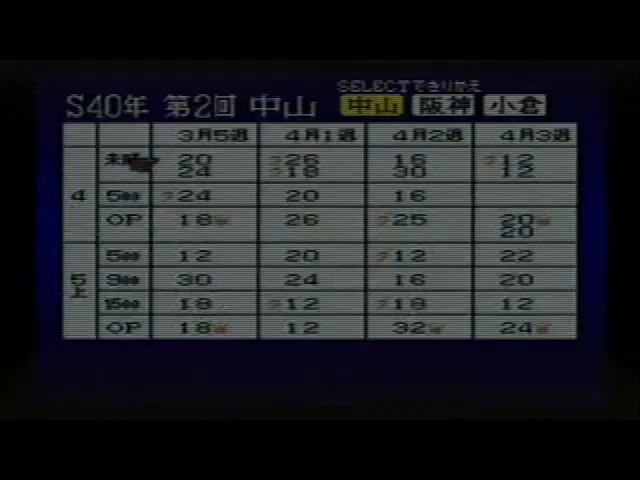 SELECTできりかえ
S40年 第2回 中山 中山 阪神 小倉
3月5週 4月1週 4月2週 4月3週
未勝 20 26 16 12
24 18 30 12
4 500 24 20 16
OP 18 26 25 20
20
500 12 20 12 22
5上 900 30 24 16 20
1500 18 12 18 12
OP 18 12 32 24